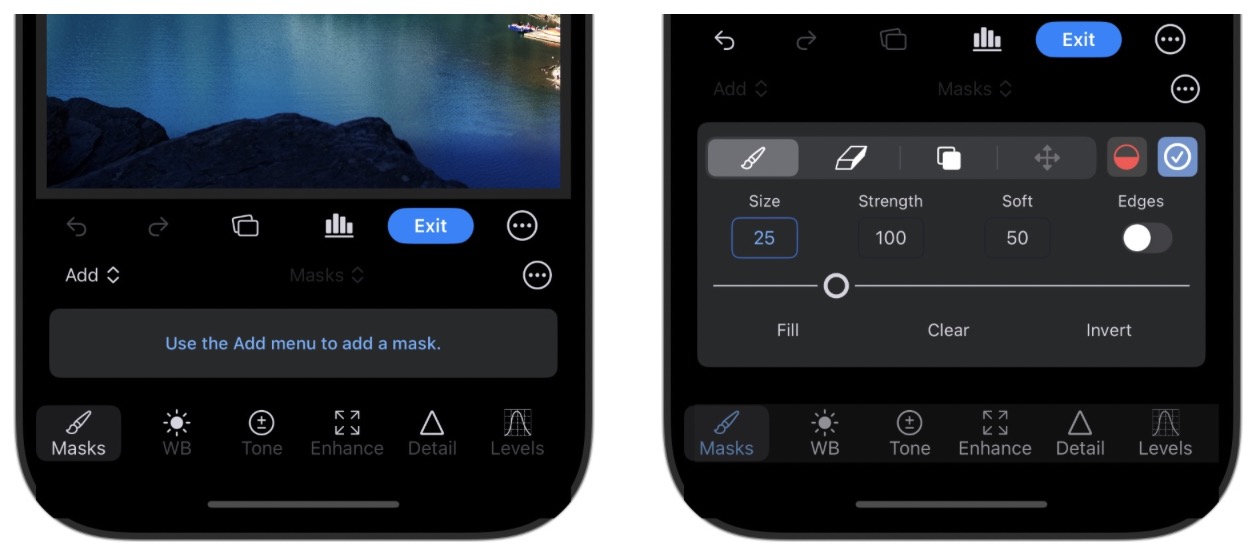 Exit
Add Masks
Use the Add menu to add a mask.
Masks WB Tone Enhance Detail Levels
Exit
Add Masks
Size Strength Soft Edges
25 100 50
Fill Clear Invert
Masks WB Tone Enhance Detail Levels